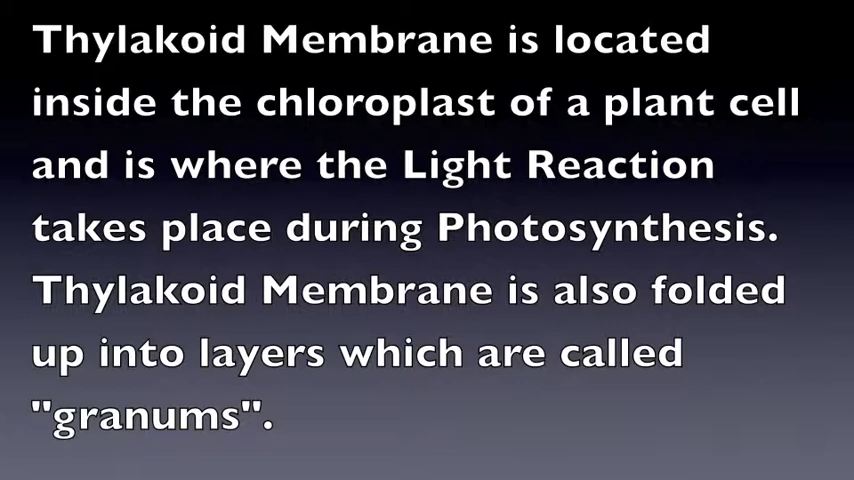 Thylakoid Membrane is located
inside the chloroplast of a plant cell
and is where the Light Reaction
takes place during Photosynthesis.
Thylakoid Membrane is also folded
up into layers which are called
"granums".